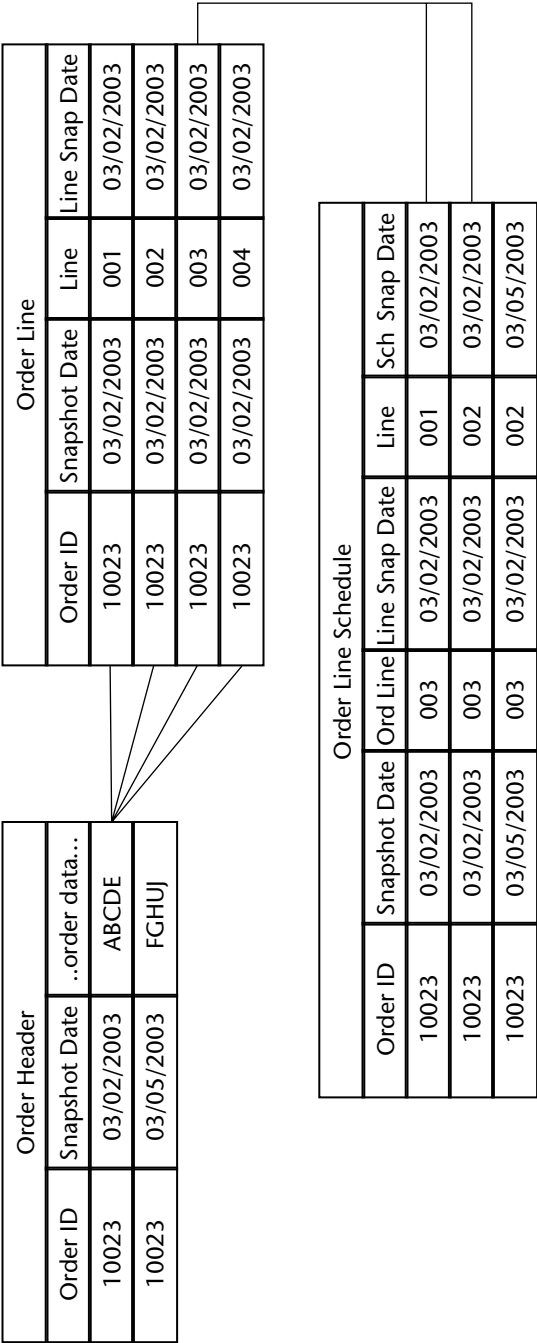 Order Header
Order ID Snapshot Date ..order data...
10023 03/02/2003 ABCDE
10023 03/05/2003 FGHIJ
Order Line
Order ID Snapshot Date Line Line Snap Date
10023 03/02/2003 001 03/02/2003
10023 03/02/2003 002 03/02/2003
10023 03/02/2003 003 03/02/2003
10023 03/02/2003 004 03/02/2003
Order Line Schedule
Order ID Snapshot Date Ord Line Line Snap Date Line Sch Snap Date
10023 03/02/2003 003 03/02/2003 001 03/02/2003
10023 03/02/2003 003 03/02/2003 002 03/02/2003
10023 03/05/2003 003 03/02/2003 002 03/05/2003